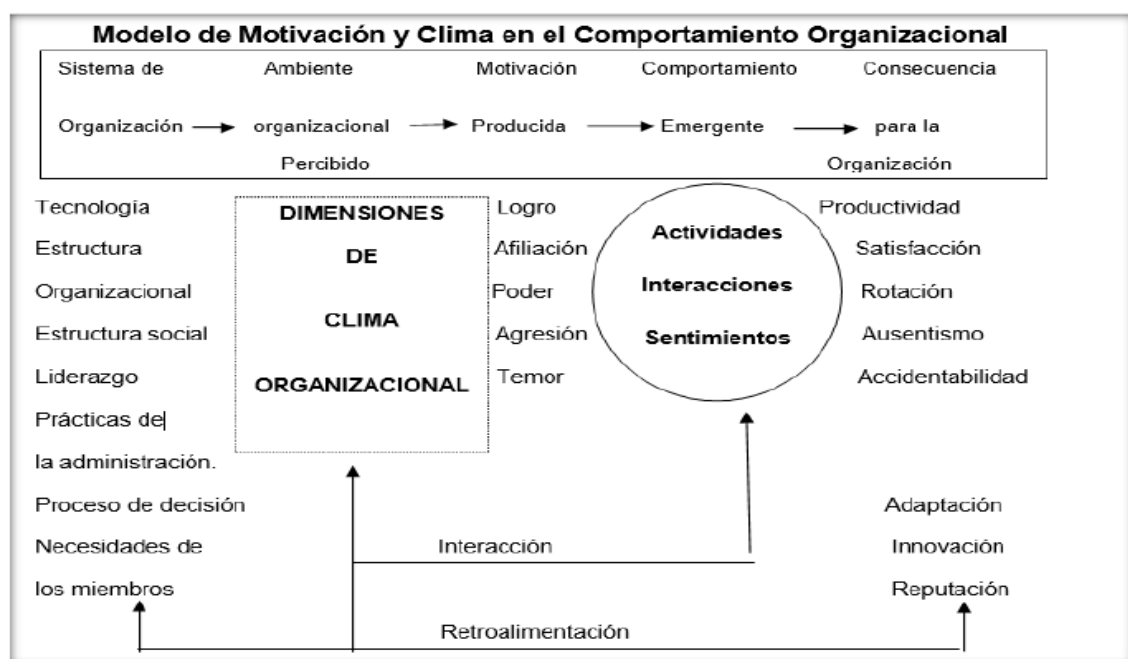 Modelo de Motivación y Clima en el Comportamiento Organizacional
Sistema de Ambiente Motivación Comportamiento Consecuencia
Organización organizacional Producida Emergente para la
Percibido Organización
Tecnología DIMENSIONES Logro Actividades Productividad
Estructura DE Afiliación Interacciones Satisfacción
Organizacional CLIMA Poder Sentimientos Rotación
Estructura social ORGANIZACIONAL Agresión Ausentismo
Liderazgo Temor Accidentabilidad
Prácticas de
la administración.
Proceso de decisión Adaptación
Necesidades de Interacción Innovación
los miembros Reputación
Retroalimentación